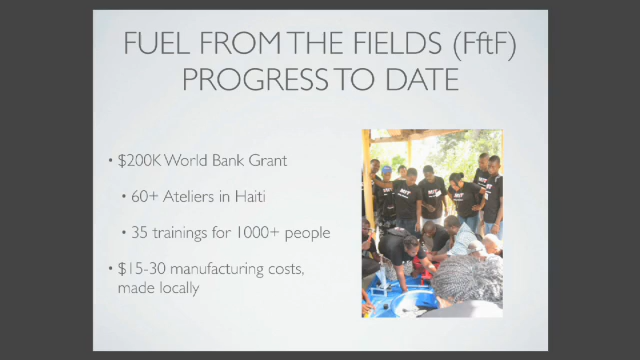 FUEL FROM THE FIELDS (FftF)
PROGRESS TO DATE
• $200K World Bank Grant
• 60+ Ateliers in Haiti
• 35 trainings for 1000+ people
• $15-30 manufacturing costs,
made locally
MIT